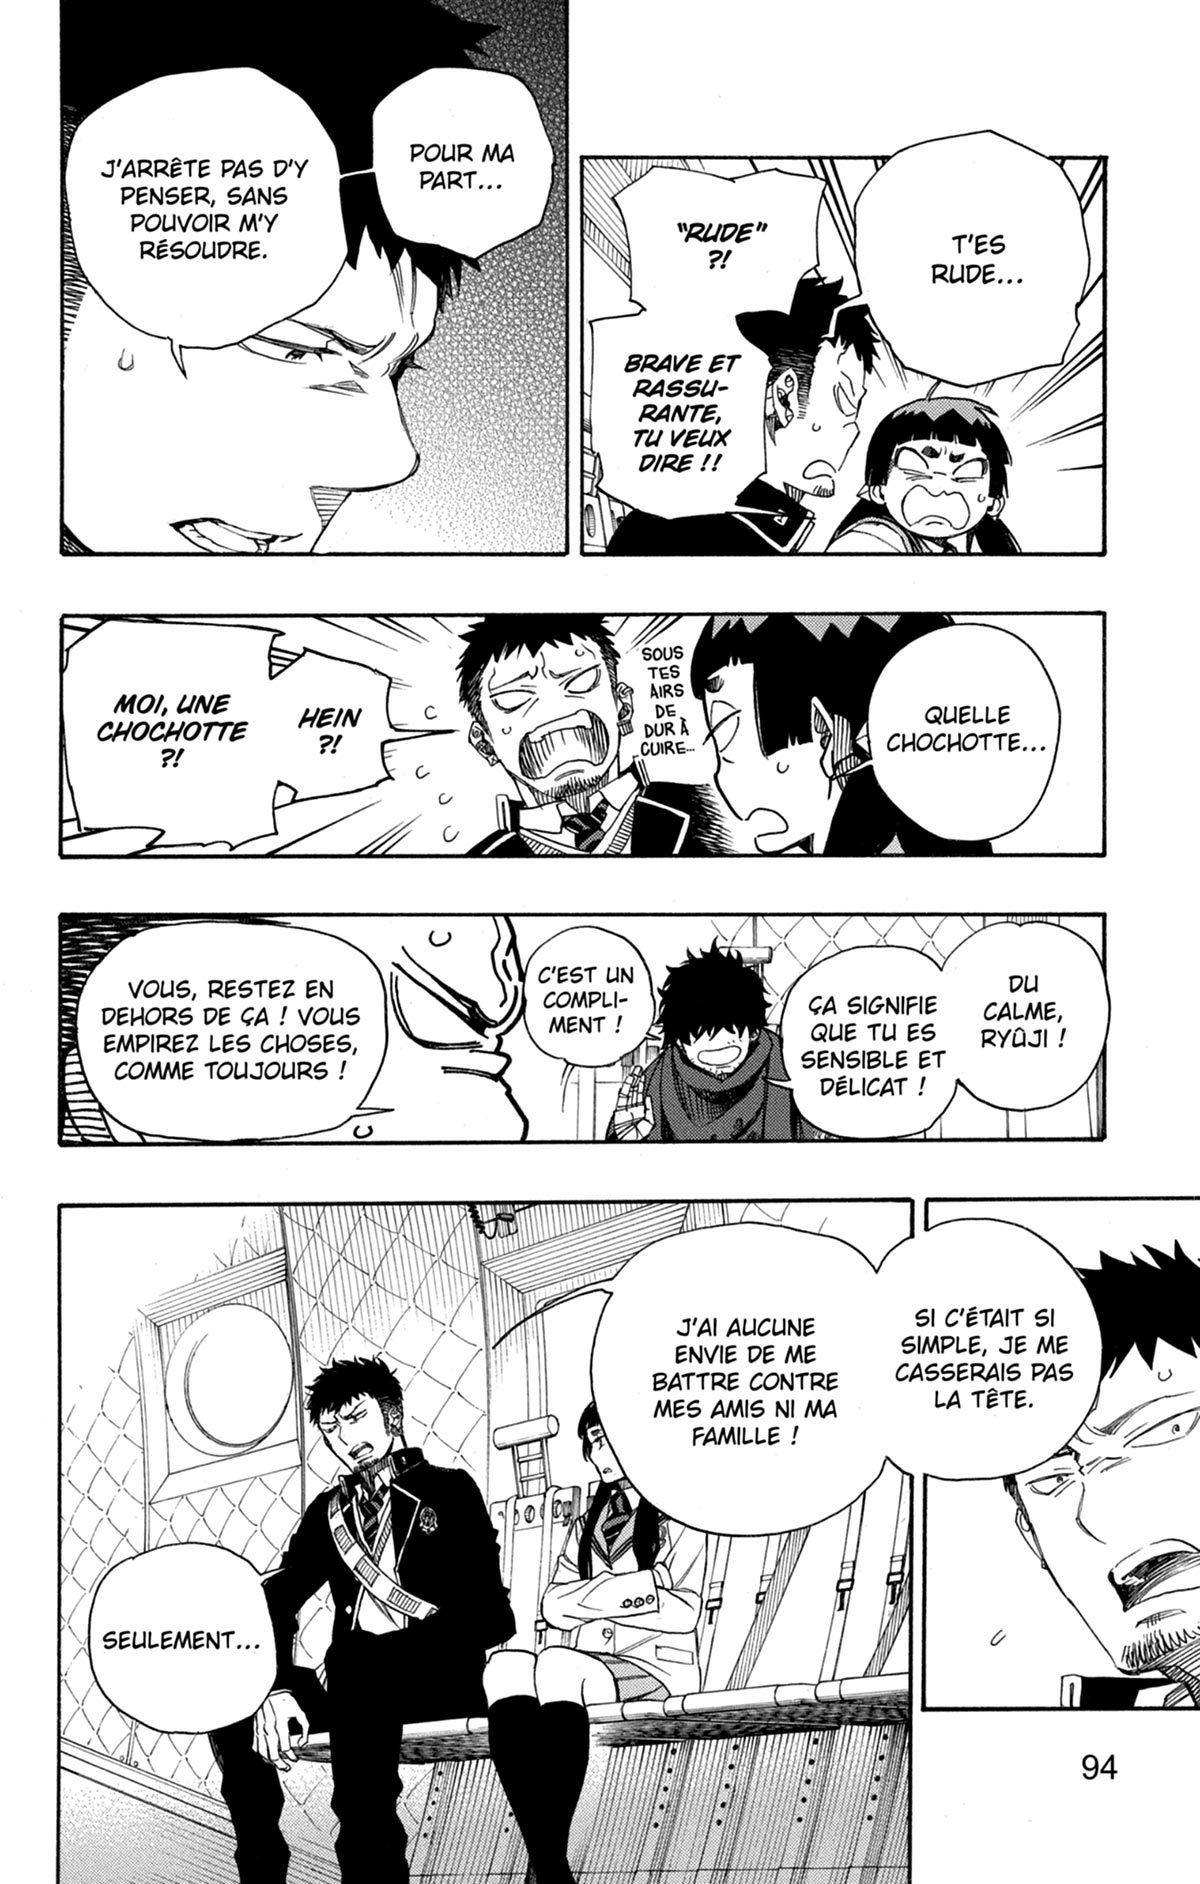 T'ES
RUDE...
“RUDE”
?!
BRAVE ET
RASSU-
RANTE,
TU VEUX
DIRE !!
POUR MA
PART...
J'ARRÊTE PAS D'Y
PENSER, SANS
POUVOIR M'Y
RÉSOUDRE.
QUELLE
CHOCHOTTE...
SOUS
TES
AIRS
DE
DUR À
CUIRE...
HEIN
?!
MOI, UNE
CHOCHOTTE
?!
DU
CALME,
RYÛJI !
ÇA SIGNIFIE
QUE TU ES
SENSIBLE ET
DÉLICAT !
C'EST UN
COMPLI-
MENT !
VOUS, RESTEZ EN
DEHORS DE ÇA ! VOUS
EMPIREZ LES CHOSES,
COMME TOUJOURS !
SI C'ÉTAIT SI
SIMPLE, JE ME
CASSERAIS PAS
LA TÊTE.
J'AI AUCUNE
ENVIE DE ME
BATTRE CONTRE
MES AMIS NI MA
FAMILLE !
SEULEMENT...
94